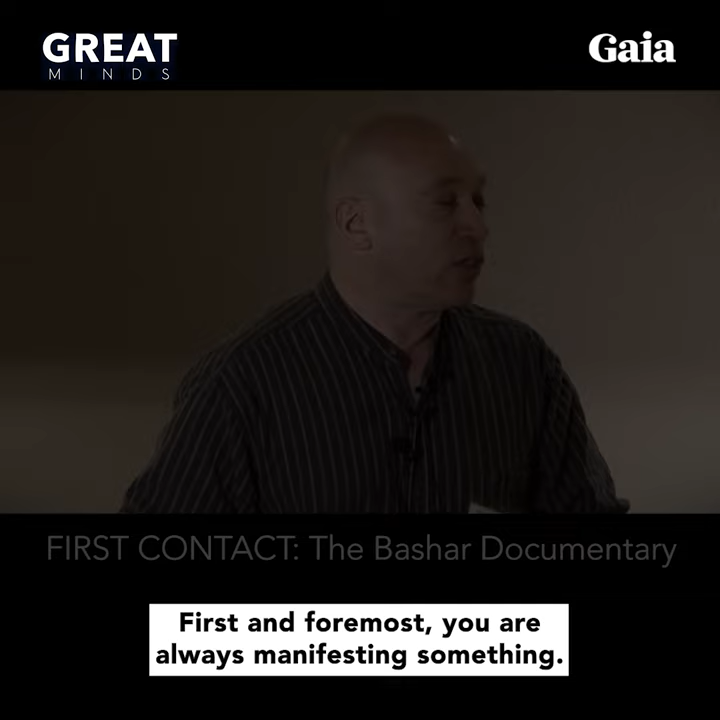 GREAT
MINDS
Gaia
FIRST CONTACT: The Bashar Documentary
First and foremost, you are
always manifesting something.